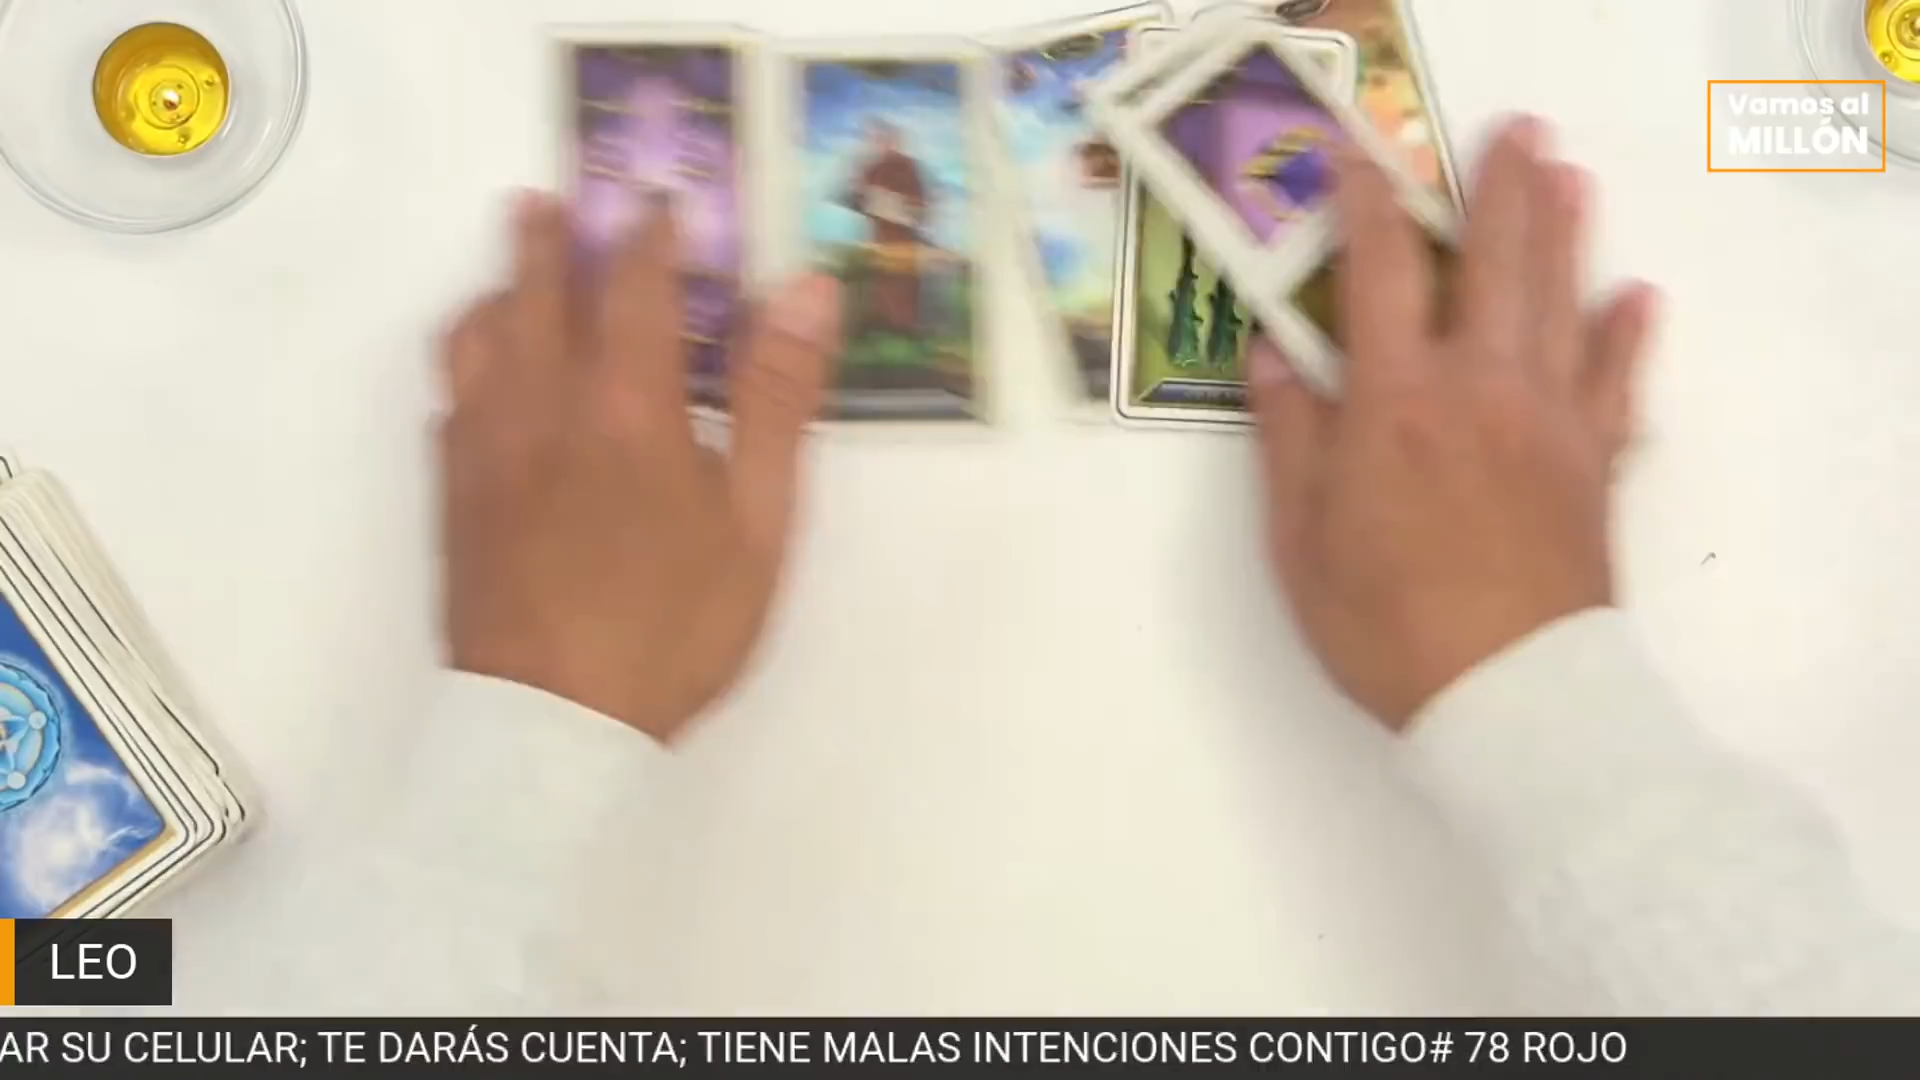 Vamos al
MILLÓN
LEO
AR SU CELULAR; TE DARÁS CUENTA; TIENE MALAS INTENCIONES CONTIGO# 78 ROJO